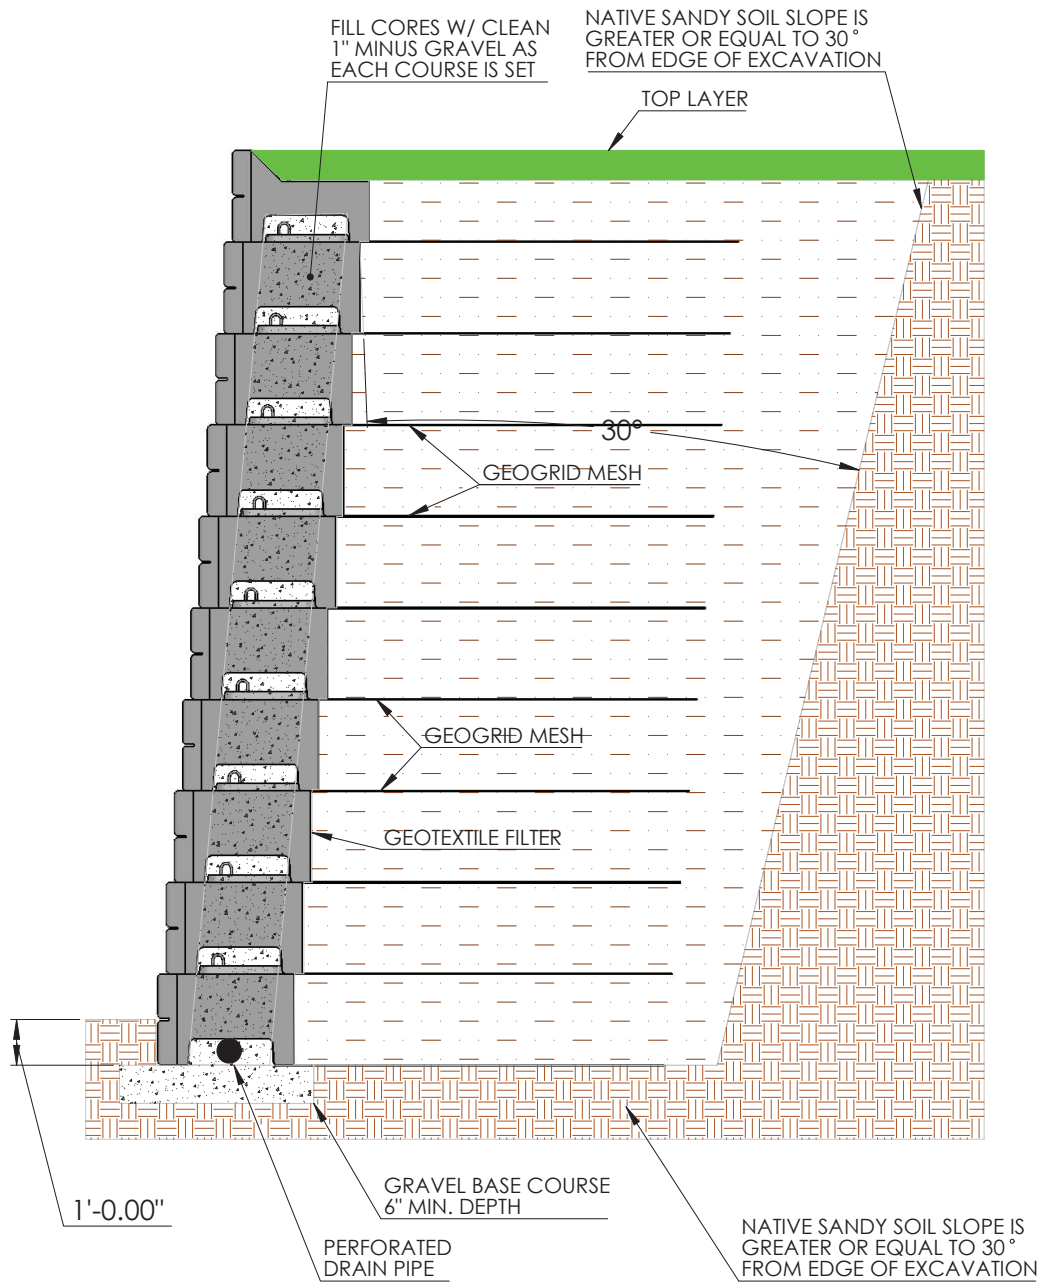 FILL CORES W/ CLEAN
1" MINUS GRAVEL AS
EACH COURSE IS SET
NATIVE SANDY SOIL SLOPE IS
GREATER OR EQUAL TO 30°
FROM EDGE OF EXCAVATION
TOP LAYER
30°
GEOGRID MESH
GEOGRID MESH
GEOTEXTILE FILTER
1'-0.00"
GRAVEL BASE COURSE
6" MIN. DEPTH
PERFORATED
DRAIN PIPE
NATIVE SANDY SOIL SLOPE IS
GREATER OR EQUAL TO 30°
FROM EDGE OF EXCAVATION